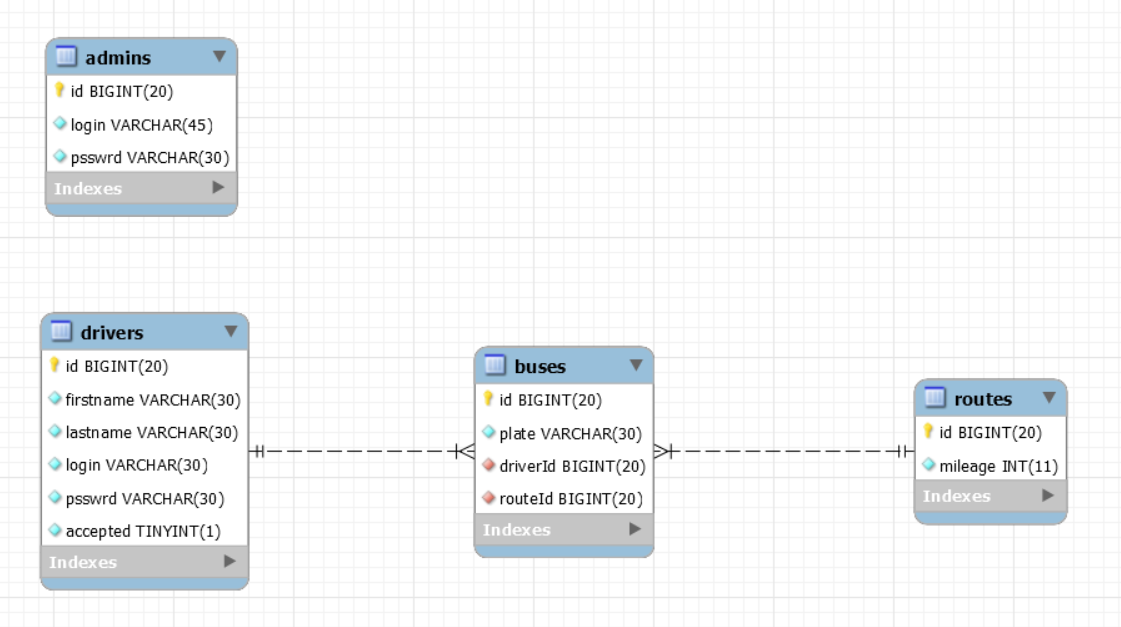 admins
id BIGINT(20)
login VARCHAR(45)
psswrd VARCHAR(30)
Indexes
drivers
id BIGINT(20)
firstname VARCHAR(30)
lastname VARCHAR(30)
login VARCHAR(30)
psswrd VARCHAR(30)
accepted TINYINT(1)
Indexes
buses
id BIGINT(20)
plate VARCHAR(30)
driverId BIGINT(20)
routeId BIGINT(20)
Indexes
routes
id BIGINT(20)
mileage INT(11)
Indexes